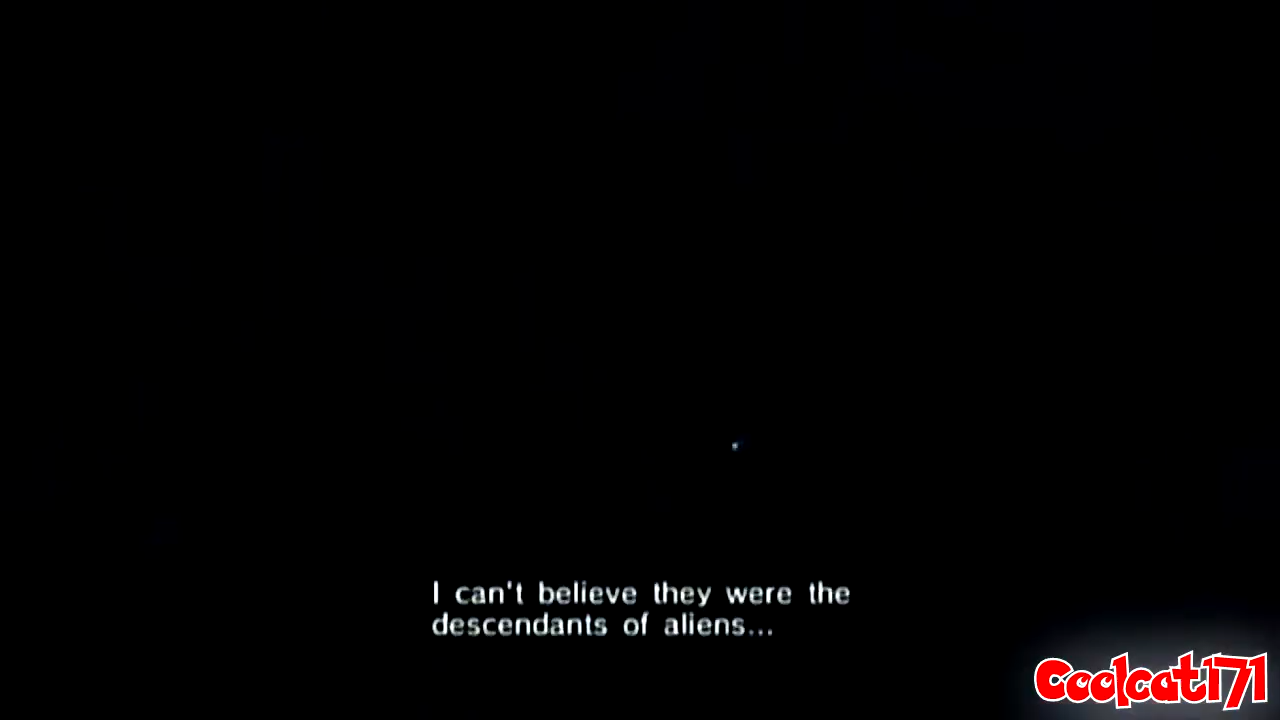 I can't believe they were the
descendants of aliens...
Coolcat171